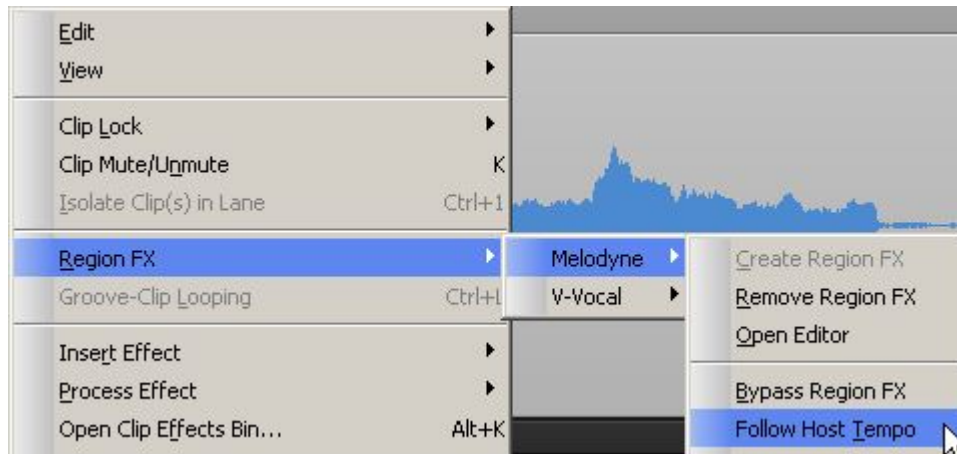 Edit
View
Clip Lock
Clip Mute/Unmute K
Isolate Clip(s) in Lane Ctrl+1
Region FX
Groove-Clip Looping Ctrl+L
Insert Effect
Process Effect
Open Clip Effects Bin... Alt+K
Melodyne
V-Vocal
Create Region FX
Remove Region FX
Open Editor
Bypass Region FX
Follow Host Tempo